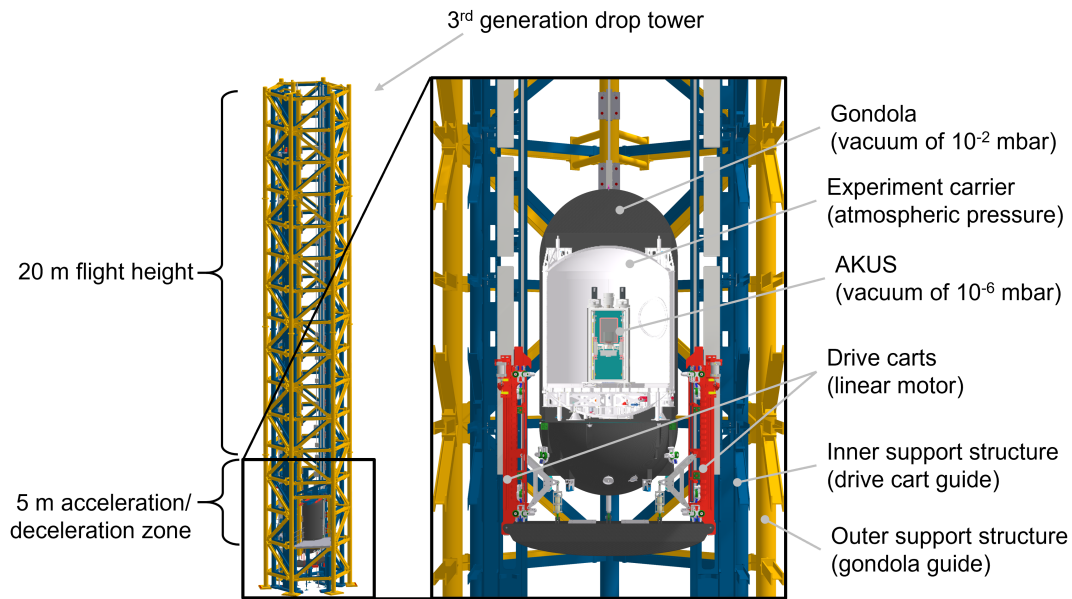 3rd generation drop tower
20 m flight height
5 m acceleration/
deceleration zone
Gondola
(vacuum of 10-2 mbar)
Experiment carrier
(atmospheric pressure)
AKUS
(vacuum of 10-6 mbar)
Drive carts
(linear motor)
Inner support structure
(drive cart guide)
Outer support structure
(gondola guide)